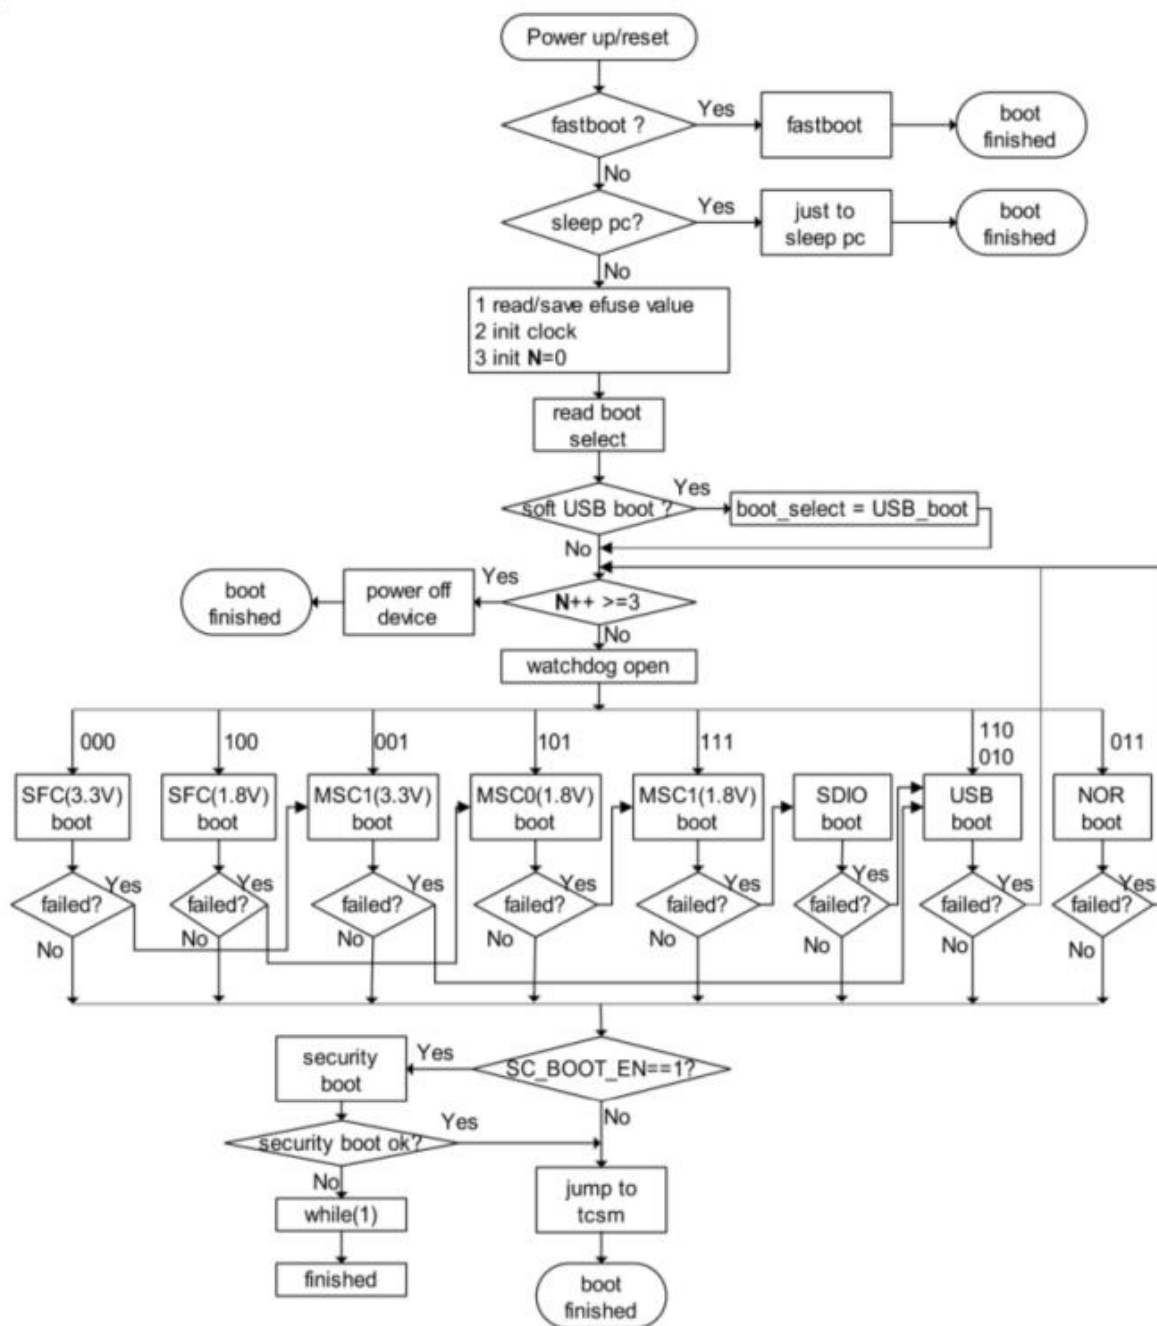 Power up/reset
fastboot ?
Yes
fastboot
boot
finished
No
sleep pc?
Yes
just to
sleep pc
boot
finished
No
1 read/save efuse value
2 init clock
3 init N=0
read boot
select
soft USB boot ?
Yes
boot_select = USB_boot
No
boot
finished
power off
device
Yes
N++ >=3
No
watchdog open
000
100
001
101
111
110
010
011
SFC(3.3V)
boot
SFC(1.8V)
boot
MSC1(3.3V)
boot
MSC0(1.8V)
boot
MSC1(1.8V)
boot
SDIO
boot
USB
boot
NOR
boot
failed?
Yes
failed?
Yes
failed?
Yes
failed?
Yes
failed?
Yes
failed?
Yes
failed?
Yes
failed?
Yes
No
No
No
No
No
No
No
No
security
boot
Yes
SC_BOOT_EN==1?
No
security boot ok?
Yes
No
while(1)
finished
jump to
tcsm
boot
finished